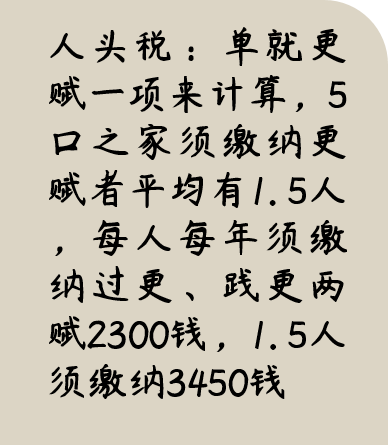 人头税：单就更
赋一项来计算，5
口之家须缴纳更
赋者平均有1.5人
，每人每年须缴
纳过更、践更两
赋2300钱，1.5人
须缴纳3450钱